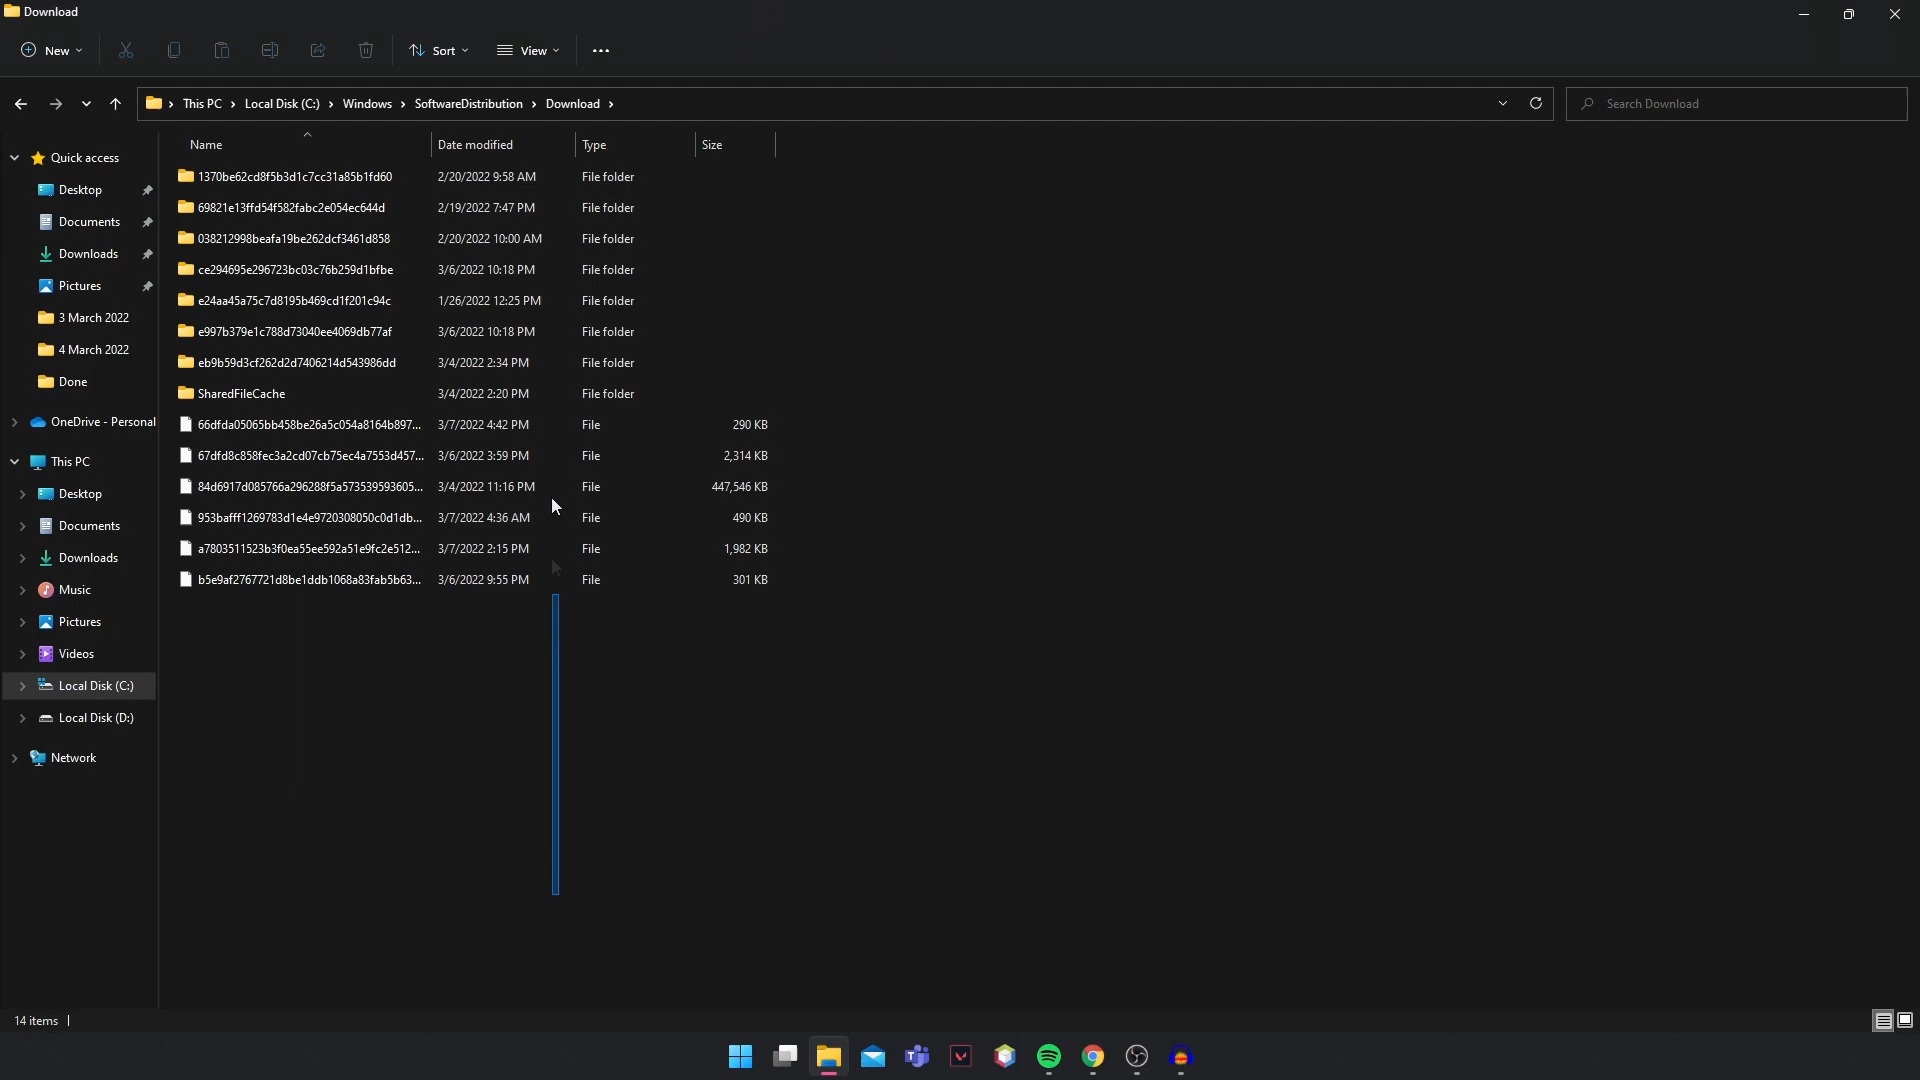 Download
New
Sort
View
This PC
Local Disk (C:)
Windows
SoftwareDistribution
Download
Search Download
Name
Date modified
Type
Size
Quick access
Desktop
Documents
Downloads
Pictures
3 March 2022
4 March 2022
Done
OneDrive - Personal
This PC
Desktop
Documents
Downloads
Music
Pictures
Videos
Local Disk (C:)
Local Disk (D:)
Network
1370be62cd8f5b3d1c7cc31a85b1fd60 2/20/2022 9:58 AM File folder
69821e13ffd54f582fabc2e054ec644d 2/19/2022 7:47 PM File folder
038212998beafa19be262dcf3461d858 2/20/2022 10:00 AM File folder
ce294695e296723bc03c76b259d1bfbe 3/6/2022 10:18 PM File folder
e24aa45a75c7d8195b469cd1f201c94c 1/26/2022 12:25 PM File folder
e997b379e1c788d73040ee4069db77af 3/6/2022 10:18 PM File folder
eb9b59d3cf262d2d7406214d543986dd 3/4/2022 2:34 PM File folder
SharedFileCache 3/4/2022 2:20 PM File folder
66dfda05065bb458be26a5c054a8164b897... 3/7/2022 4:42 PM File 290 KB
67dfd8c858fec3a2cd07cb75ec4a7553d457... 3/6/2022 3:59 PM File 2,314 KB
84d6917d085766a296288f5a573539593605... 3/4/2022 11:16 PM File 447,546 KB
953bafff1269783d1e4e9720308050c0d1db... 3/7/2022 4:36 AM File 490 KB
a7803511523b3f0ea55ee592a51e9fc2e512... 3/7/2022 2:15 PM File 1,982 KB
b5e9af2767721d8be1ddb1068a83fab5b63... 3/6/2022 9:55 PM File 301 KB
14 items